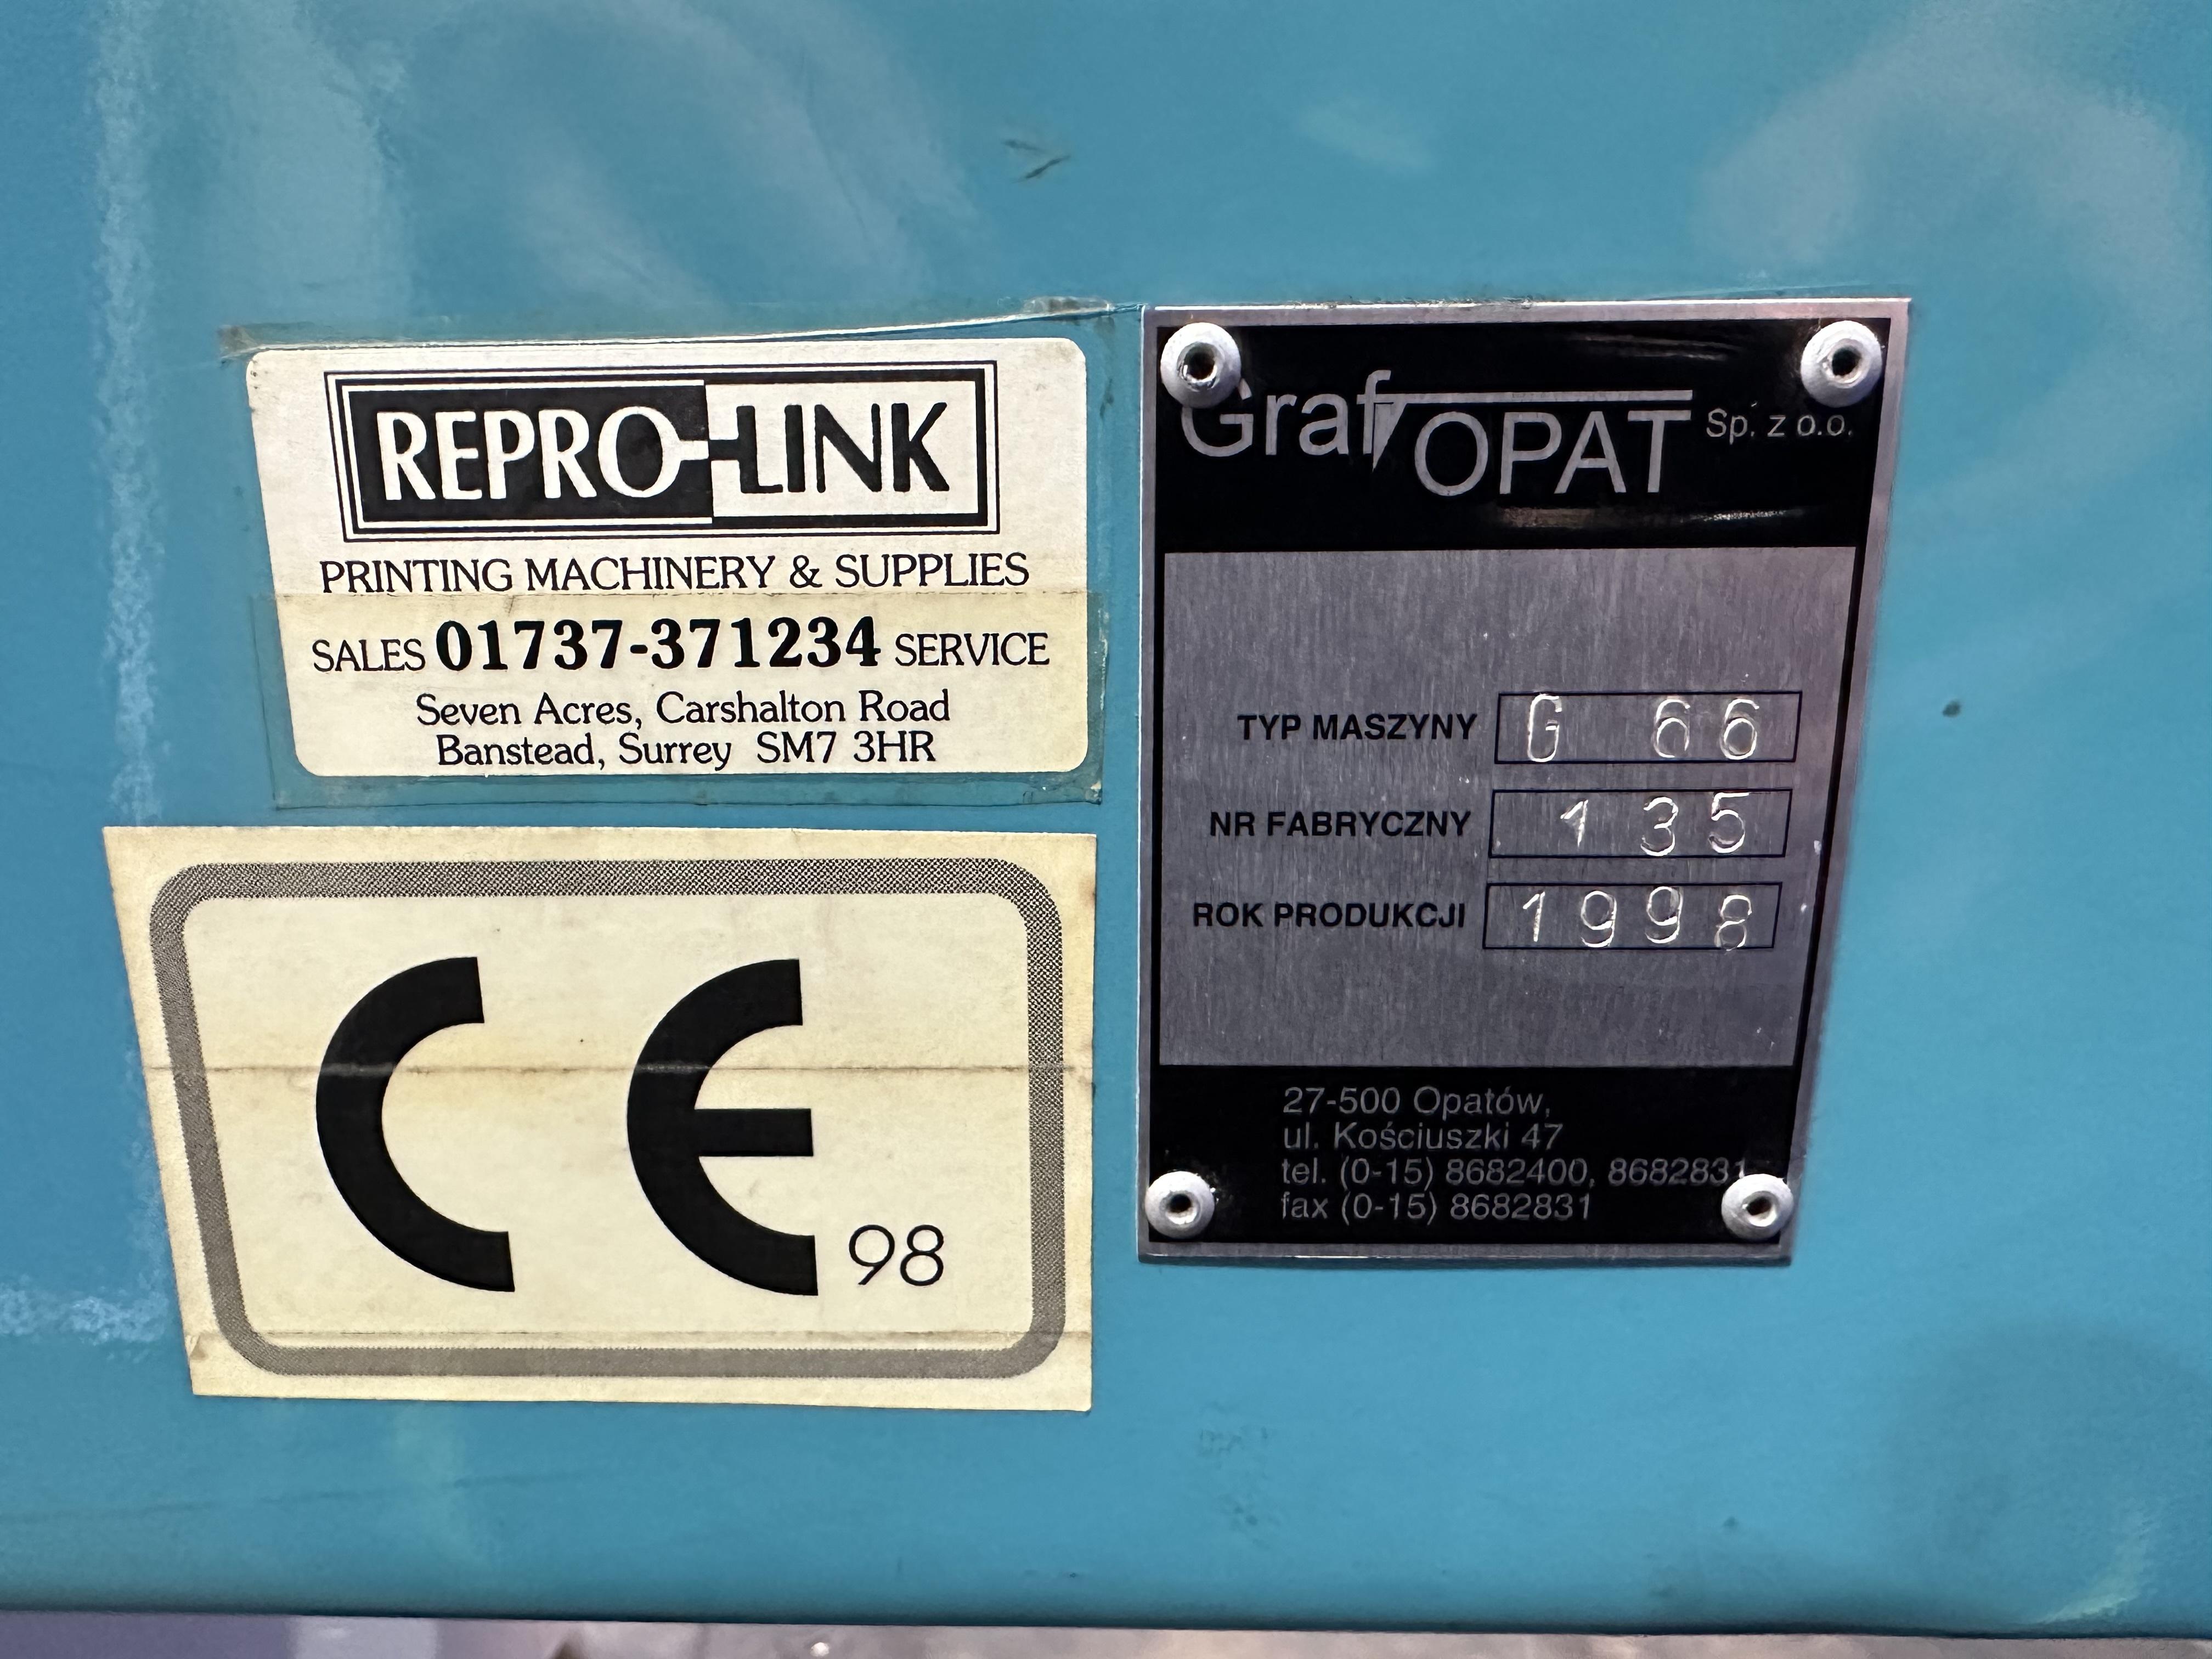 REPRO-LINK
PRINTING MACHINERY & SUPPLIES
SALES 01737-371234 SERVICE
Seven Acres, Carshalton Road
Banstead, Surrey SM7 3HR
CE 98
Graf OPAT Sp. z o.o.
TYP MASZYNY G 66
NR FABRYCZNY 135
ROK PRODUKCJI 1998
27-500 Opatów,
ul. Kościuszki 47
tel. (0-15) 8682400, 8682831
fax (0-15) 8682831